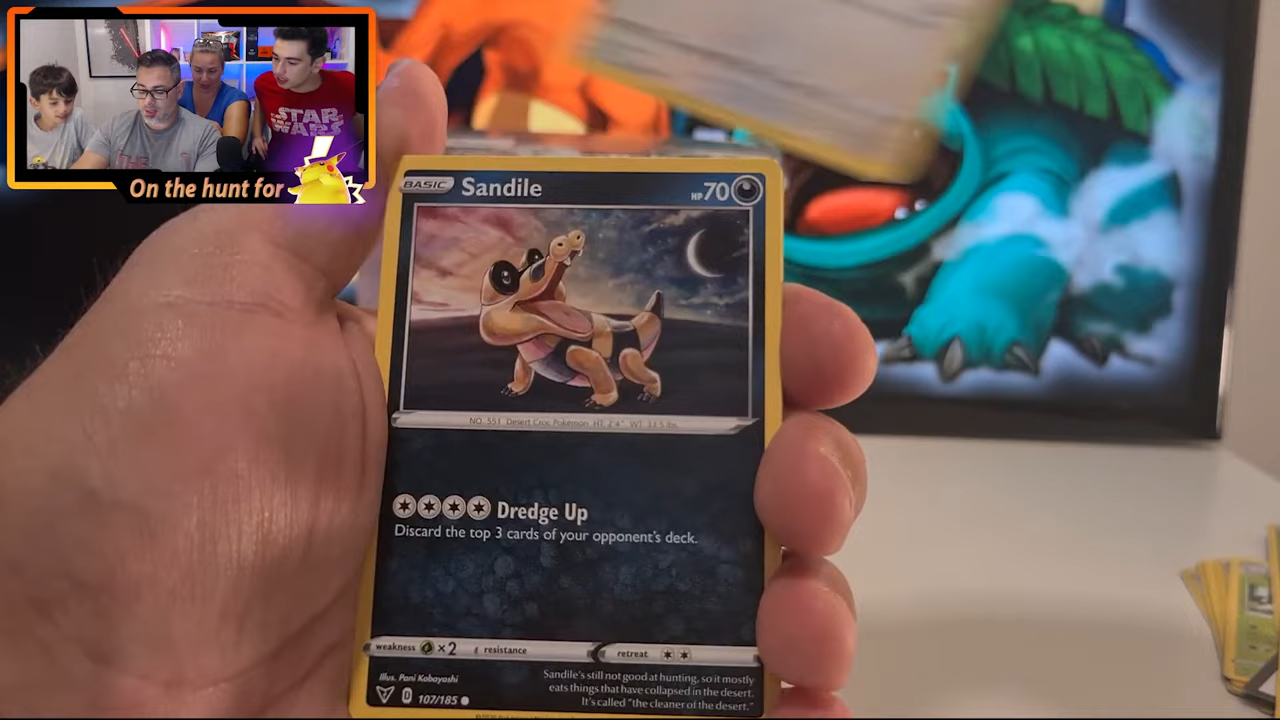 STAR
WARS
THE
On the hunt for
BASIC Sandile HP 70
NO. 551 Desert Croc Pokémon HT: 2'4" WT: 33.5 lbs.
Dredge Up
Discard the top 3 cards of your opponent's deck.
weakness ×2 resistance retreat
Illus. Pani Kobayashi
D 107/185
Sandile's still not good at hunting, so it mostly
eats things that have collapsed in the desert.
It's called "the cleaner of the desert."